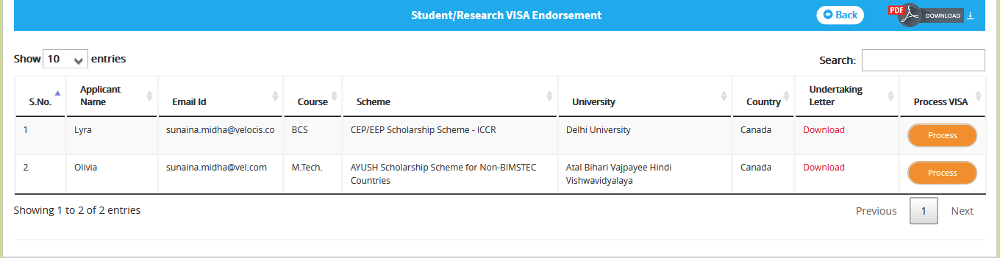 Student/Research VISA Endorsement
Back
PDF
DOWNLOAD
Show 10 entries
Search:
S.No. Applicant Name Email Id Course Scheme University Country Undertaking Letter Process VISA
1 Lyra sunaina.midha@velocis.co BCS CEP/EEP Scholarship Scheme - ICCR Delhi University Canada Download Process
2 Olivia sunaina.midha@vel.com M.Tech. AYUSH Scholarship Scheme for Non-BIMSTEC Countries Atal Bihari Vajpayee Hindi Vishwavidyalaya Canada Download Process
Showing 1 to 2 of 2 entries
Previous 1 Next